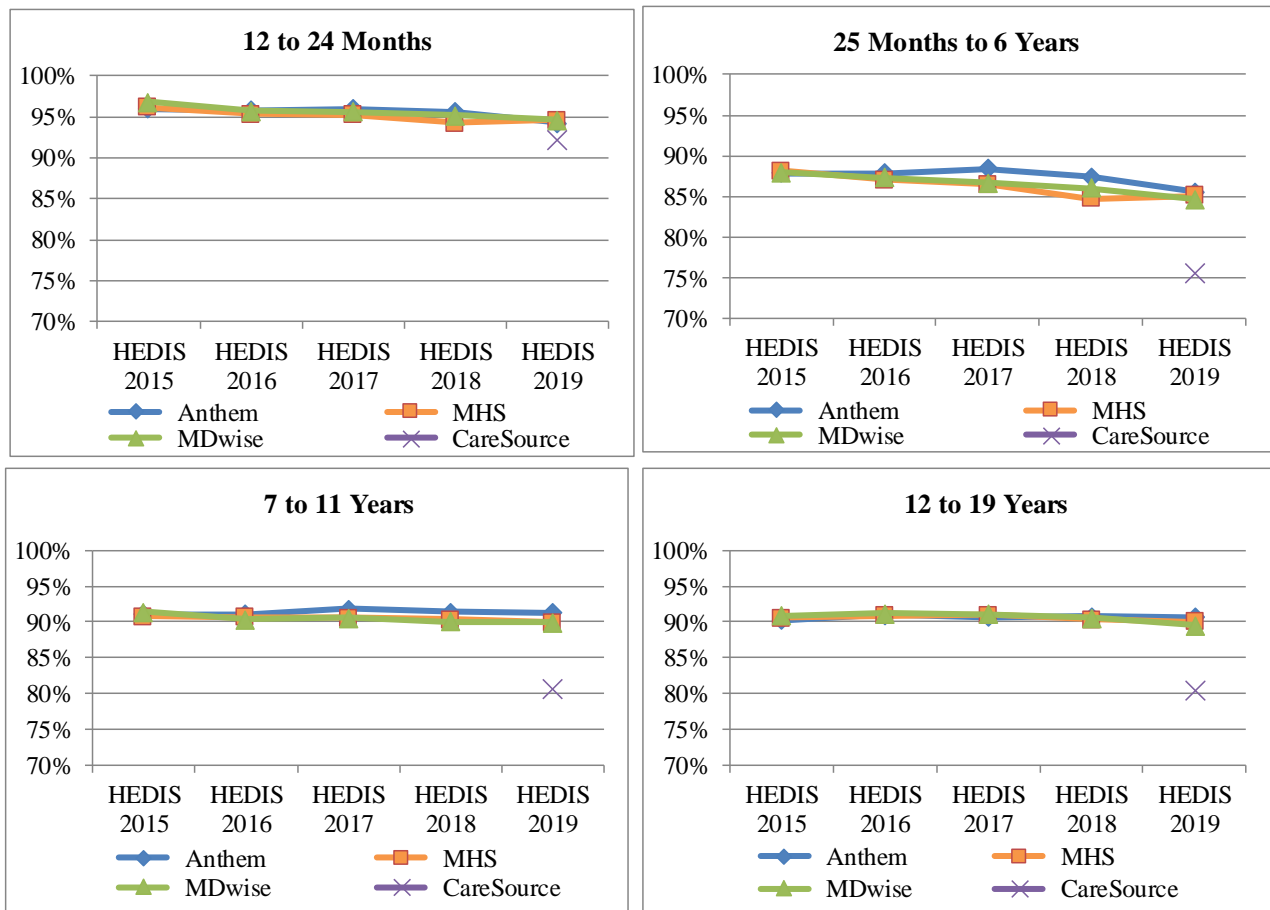 12 to 24 Months
100%
95%
90%
85%
80%
75%
70%
HEDIS HEDIS HEDIS HEDIS HEDIS
2015 2016 2017 2018 2019
Anthem MHS
MDwise CareSource
25 Months to 6 Years
100%
95%
90%
85%
80%
75%
70%
HEDIS HEDIS HEDIS HEDIS HEDIS
2015 2016 2017 2018 2019
Anthem MHS
MDwise CareSource
7 to 11 Years
100%
95%
90%
85%
80%
75%
70%
HEDIS HEDIS HEDIS HEDIS HEDIS
2015 2016 2017 2018 2019
Anthem MHS
MDwise CareSource
12 to 19 Years
100%
95%
90%
85%
80%
75%
70%
HEDIS HEDIS HEDIS HEDIS HEDIS
2015 2016 2017 2018 2019
Anthem MHS
MDwise CareSource